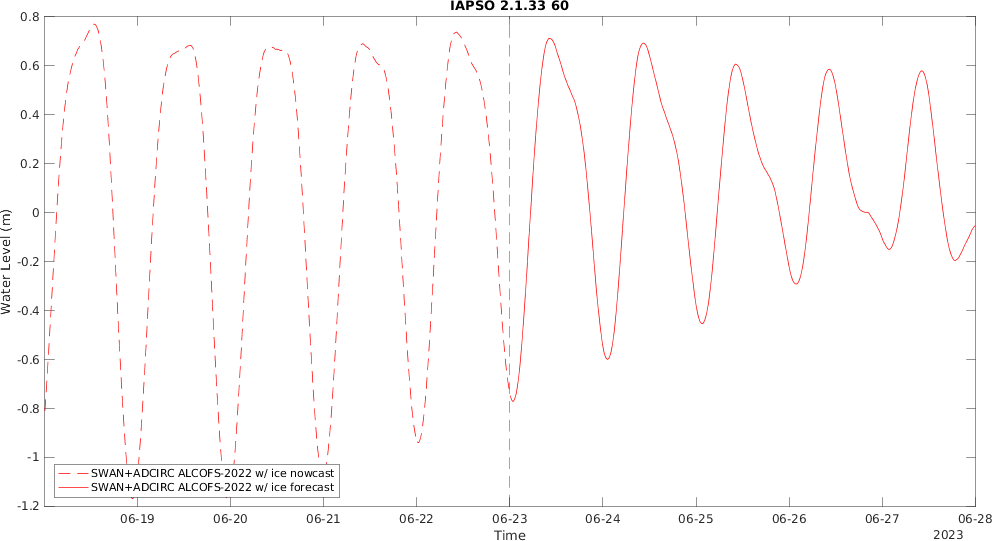 IAPSO 2.1.33 60
0.8
0.6
0.4
0.2
0
-0.2
-0.4
-0.6
-0.8
-1
-1.2
Water Level (m)
SWAN+ADCIRC ALCOFS-2022 w/ ice nowcast
SWAN+ADCIRC ALCOFS-2022 w/ ice forecast
06-19 06-20 06-21 06-22 06-23 06-24 06-25 06-26 06-27 06-28
Time
2023